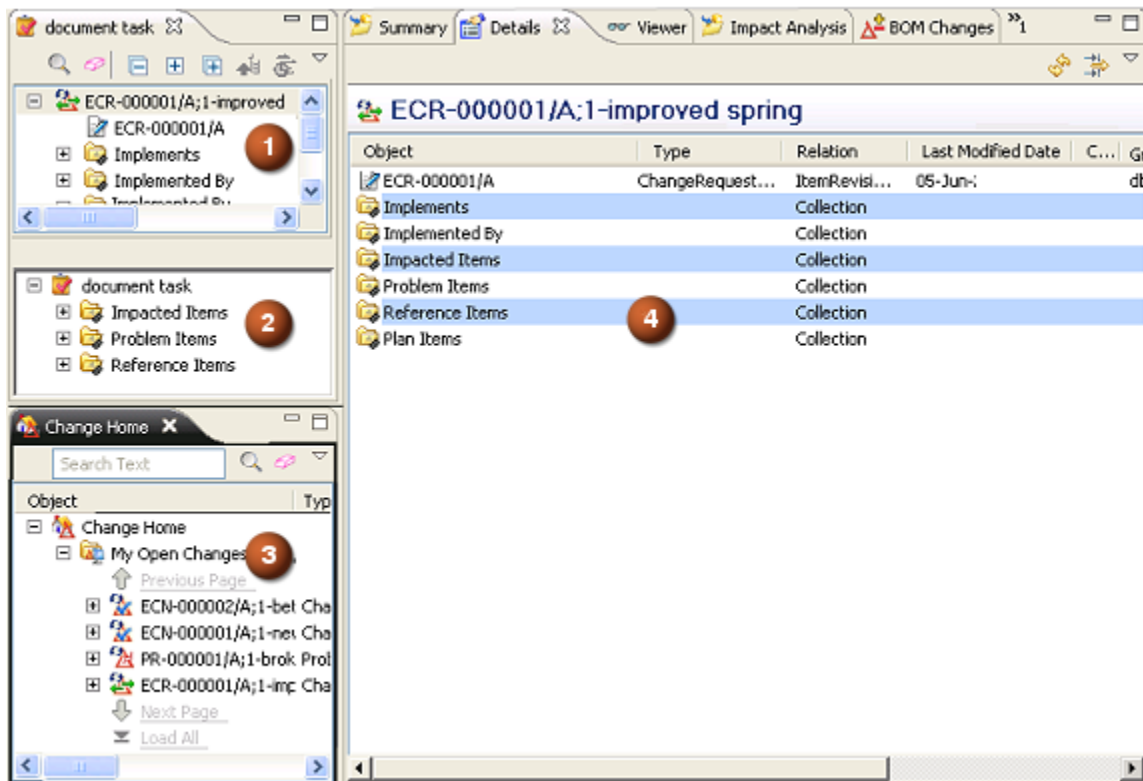 document task
Summary Details Viewer Impact Analysis BOM Changes »1
ECR-000001/A;1-improved
ECR-000001/A
Implements
Implemented By
Implemented By
1
document task
Impacted Items
Problem Items
Reference Items
2
Change Home
Search Text
Object Typ
Change Home
My Open Changes
3
Previous Page
ECN-000002/A;1-bet Cha
ECN-000001/A;1-nev Cha
PR-000001/A;1-brok Prob
ECR-000001/A;1-imp Cha
Next Page
Load All
ECR-000001/A;1-improved spring
Object Type Relation Last Modified Date C...
ECR-000001/A ChangeRequest... ItemRevisi... 05-Jun-
Implements Collection
Implemented By Collection
Impacted Items Collection
Problem Items Collection
Reference Items Collection
4
Plan Items Collection